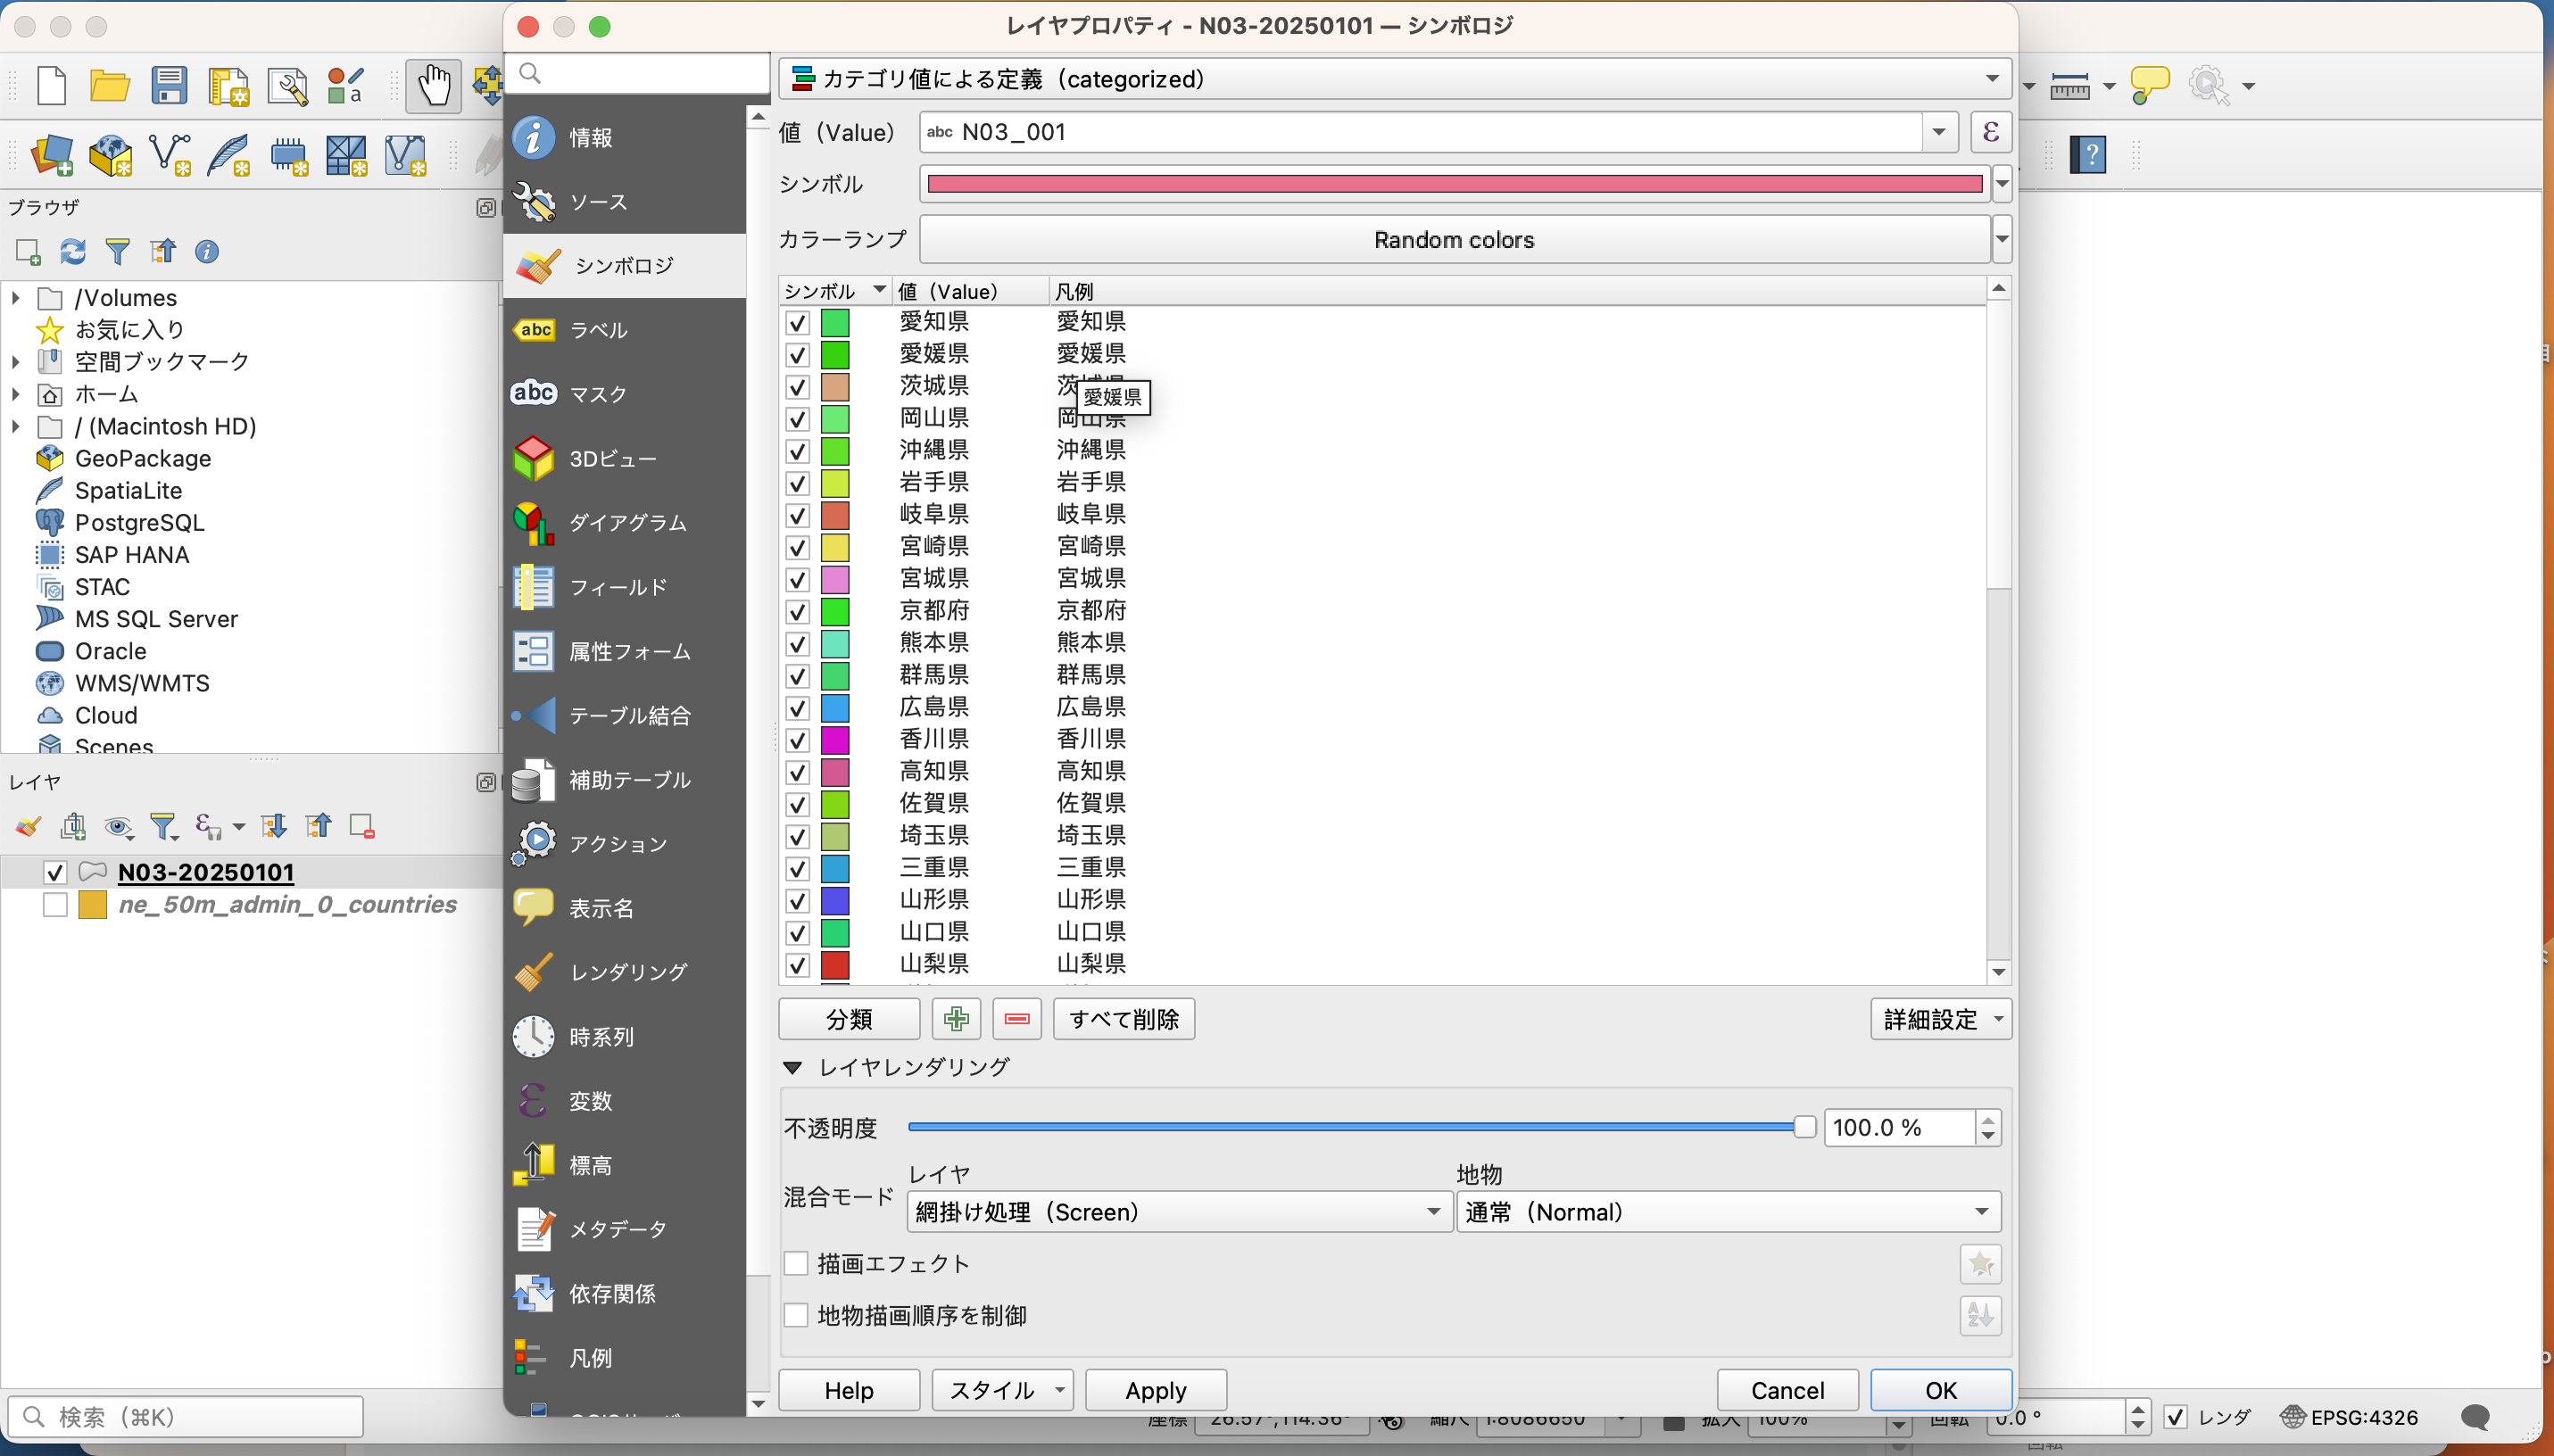 レイヤプロパティ - N03-20250101 — シンボロジ
ブラウザ
/Volumes
お気に入り
空間ブックマーク
ホーム
/ (Macintosh HD)
GeoPackage
SpatiaLite
PostgreSQL
SAP HANA
STAC
MS SQL Server
Oracle
WMS/WMTS
Cloud
Scenes
レイヤ
N03-20250101
ne_50m_admin_0_countries
検索 (⌘K)
情報
ソース
シンボロジ
abc ラベル
abc マスク
3Dビュー
ダイアグラム
フィールド
属性フォーム
テーブル結合
補助テーブル
アクション
表示名
レンダリング
時系列
変数
標高
メタデータ
依存関係
凡例
カテゴリ値による定義 (categorized)
値 (Value) abc N03_001
シンボル
カラーランプ Random colors
シンボル 値 (Value) 凡例
愛知県 愛知県
愛媛県 愛媛県
茨城県 茨城県
愛媛県
岡山県 岡山県
沖縄県 沖縄県
岩手県 岩手県
岐阜県 岐阜県
宮崎県 宮崎県
宮城県 宮城県
京都府 京都府
熊本県 熊本県
群馬県 群馬県
広島県 広島県
香川県 香川県
高知県 高知県
佐賀県 佐賀県
埼玉県 埼玉県
三重県 三重県
山形県 山形県
山口県 山口県
山梨県 山梨県
分類 すべて削除 詳細設定
レイヤレンダリング
不透明度 100.0 %
レイヤ 地物
混合モード 網掛け処理 (Screen) 通常 (Normal)
描画エフェクト
地物描画順序を制御
Help スタイル Apply Cancel OK
座標 26.57°,114.36° 縮尺 1:8086650 拡大 100% 回転 0.0 ° レンダ EPSG:4326